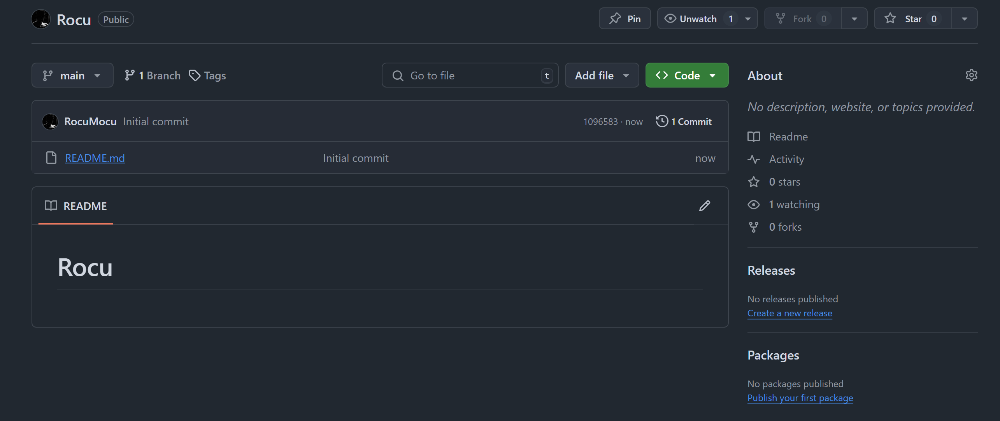 Rocu Public Pin Unwatch 1 Fork 0 Star 0
main 1 Branch Tags Go to file t Add file Code
RocuMocu Initial commit 1096583 · now 1 Commit
README.md Initial commit now
README
Rocu
About
No description, website, or topics provided.
Readme
Activity
0 stars
1 watching
0 forks
Releases
No releases published
Create a new release
Packages
No packages published
Publish your first package